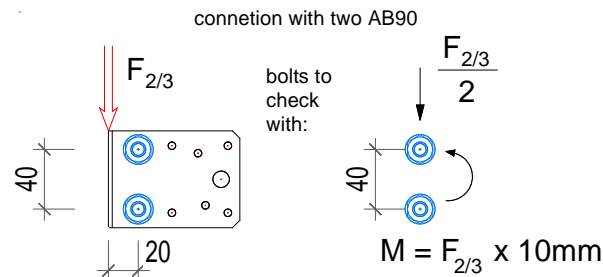 connetion with two AB90
F2/3
bolts to
check
with:
F2/3
2
40
40
20
M = F2/3 x 10mm